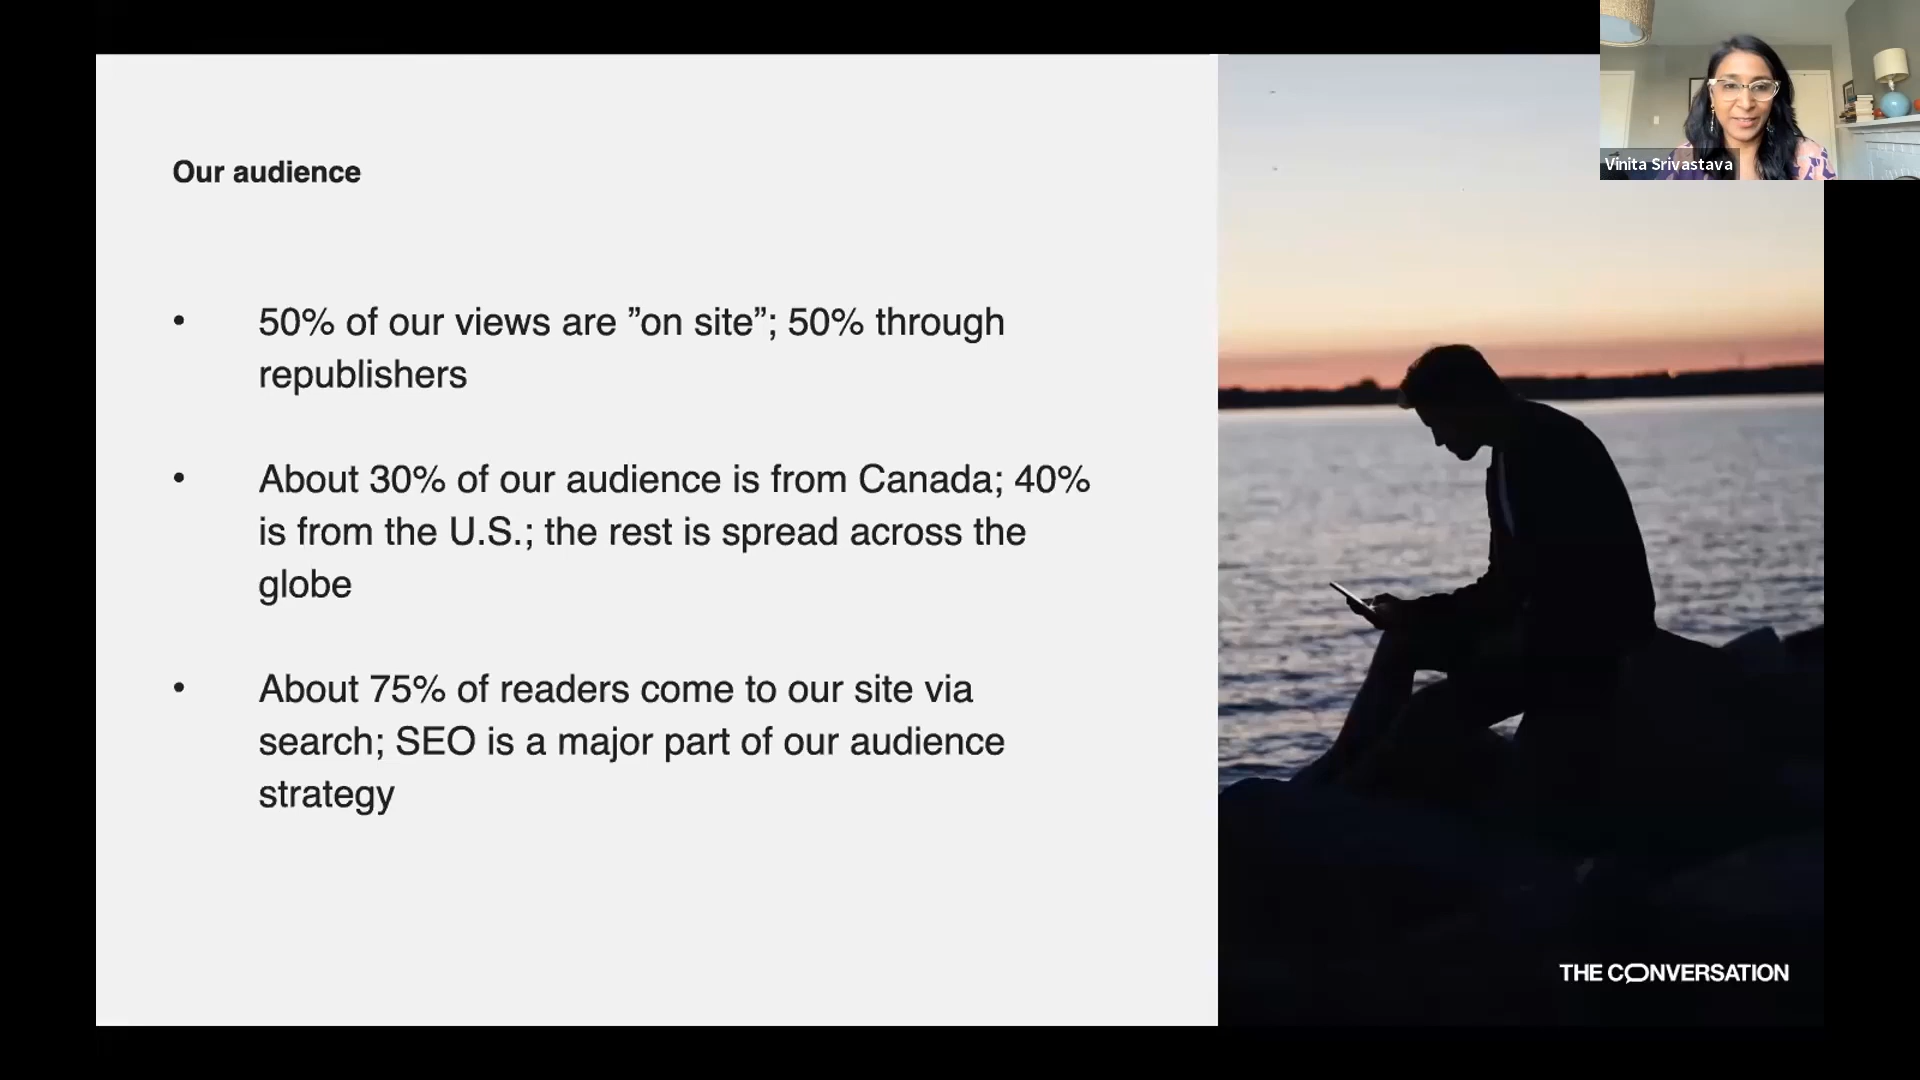 Our audience
• 50% of our views are ”on site”; 50% through
republishers
• About 30% of our audience is from Canada; 40%
is from the U.S.; the rest is spread across the
globe
• About 75% of readers come to our site via
search; SEO is a major part of our audience
strategy
Vinita Srivastava
THE CONVERSATION